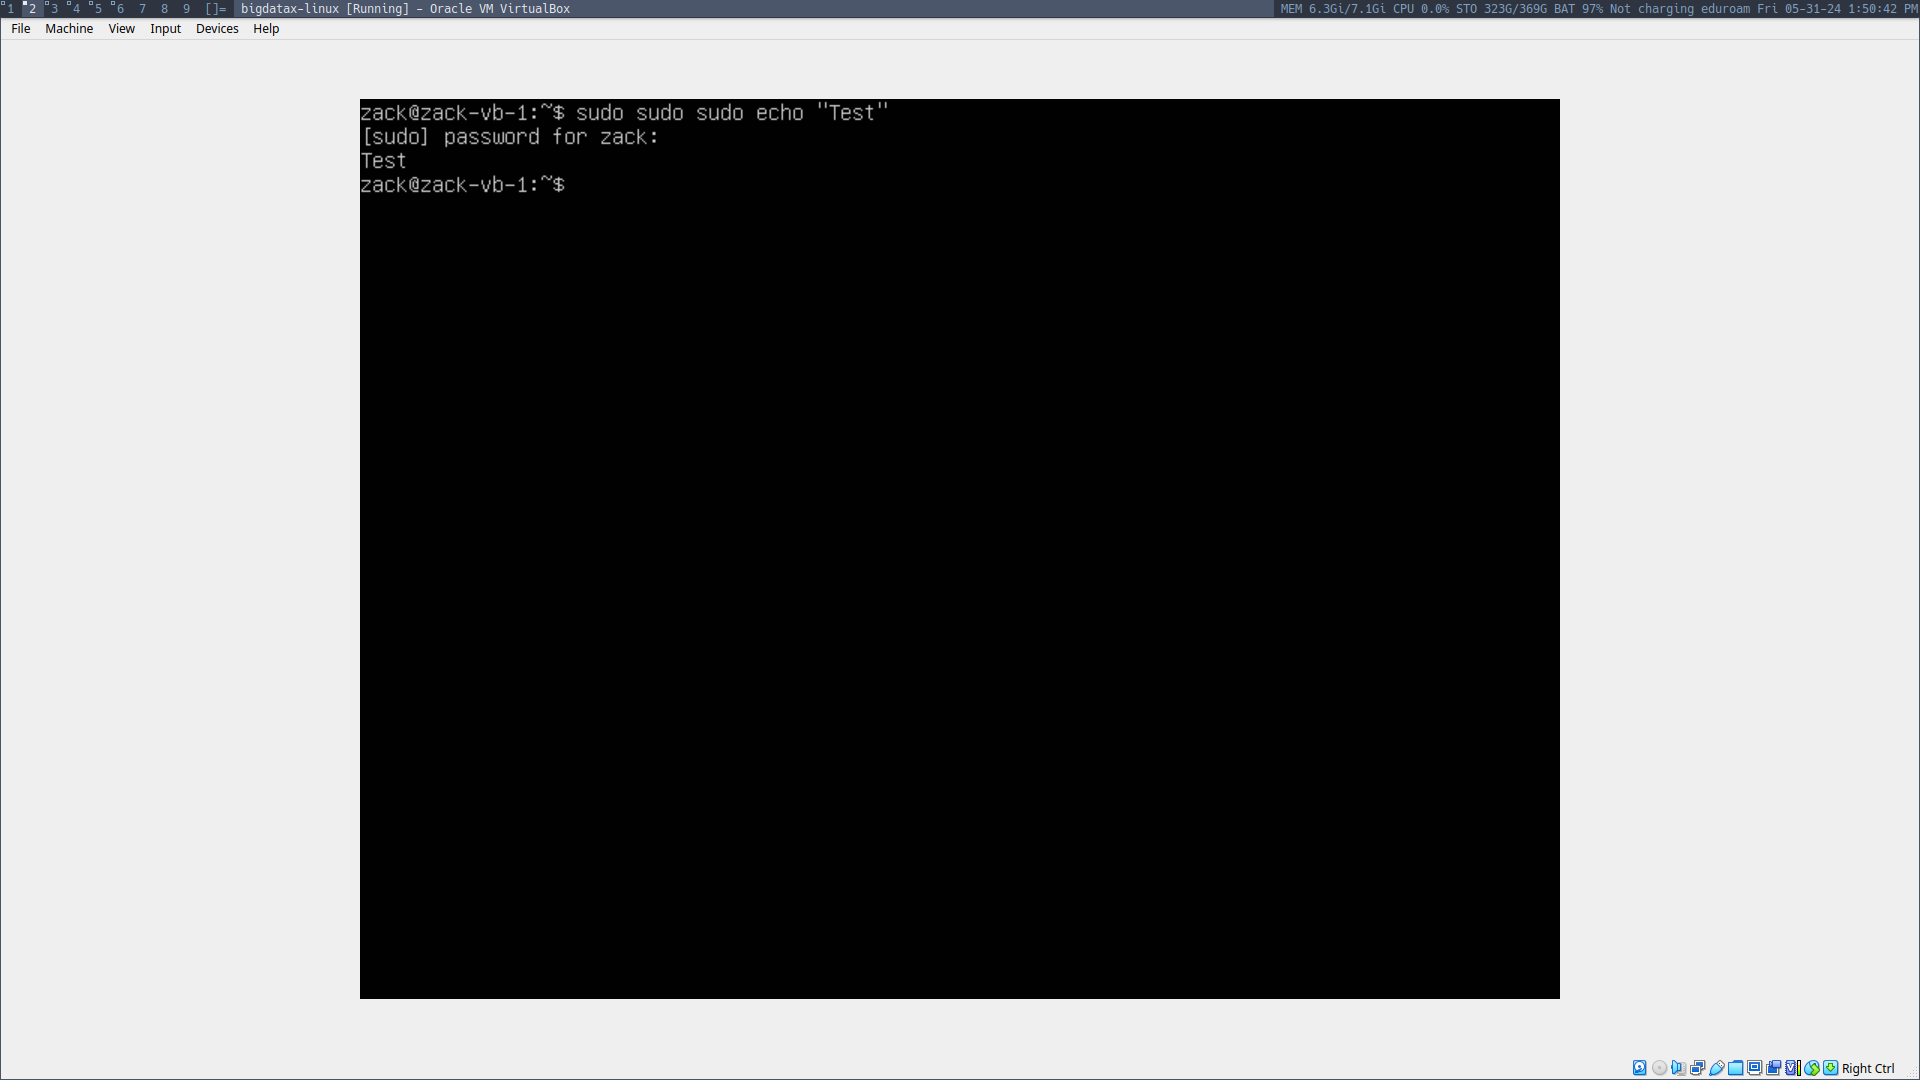 1 2 3 4 5 6 7 8 9 []= bigdatax-linux [Running] - Oracle VM VirtualBox MEM 6.3Gi/7.1Gi CPU 0.0% STO 323G/369G BAT 97% Not charging eduroam Fri 05-31-24 1:50:42 PM
File Machine View Input Devices Help
zack@zack-vb-1:~$ sudo sudo sudo echo "Test"
[sudo] password for zack:
Test
zack@zack-vb-1:~$
Right Ctrl